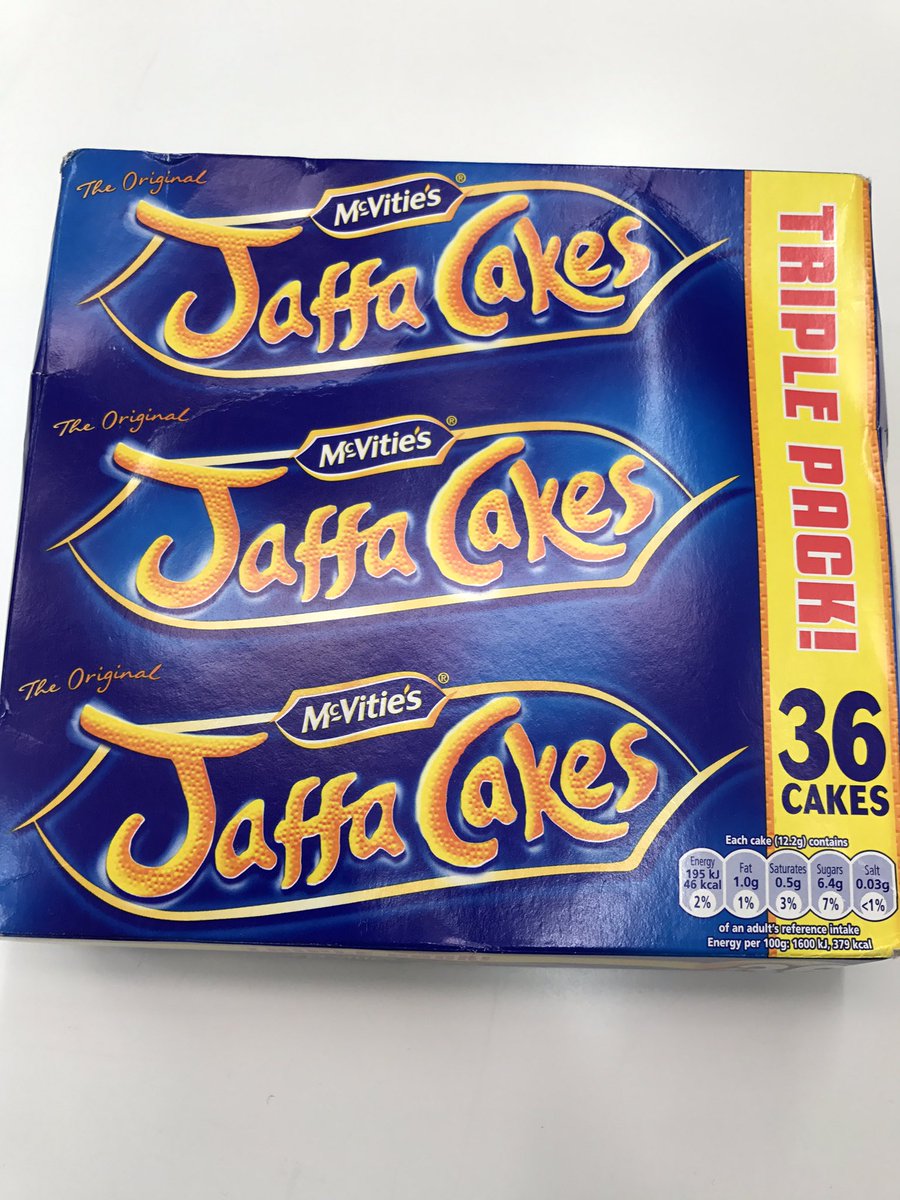 The Original
McVitie's®
Jaffa Cakes
The Original
McVitie's®
Jaffa Cakes
The Original
McVitie's®
Jaffa Cakes
TRIPLE PACK!
36
CAKES
Each cake (12.2g) contains
Energy Fat Saturates Sugars Salt
195 kJ
46 kcal 1.0g 0.5g 6.4g 0.03g
2% 1% 3% 7% <1%
of an adult's reference intake
Energy per 100g: 1600 kJ, 379 kcal